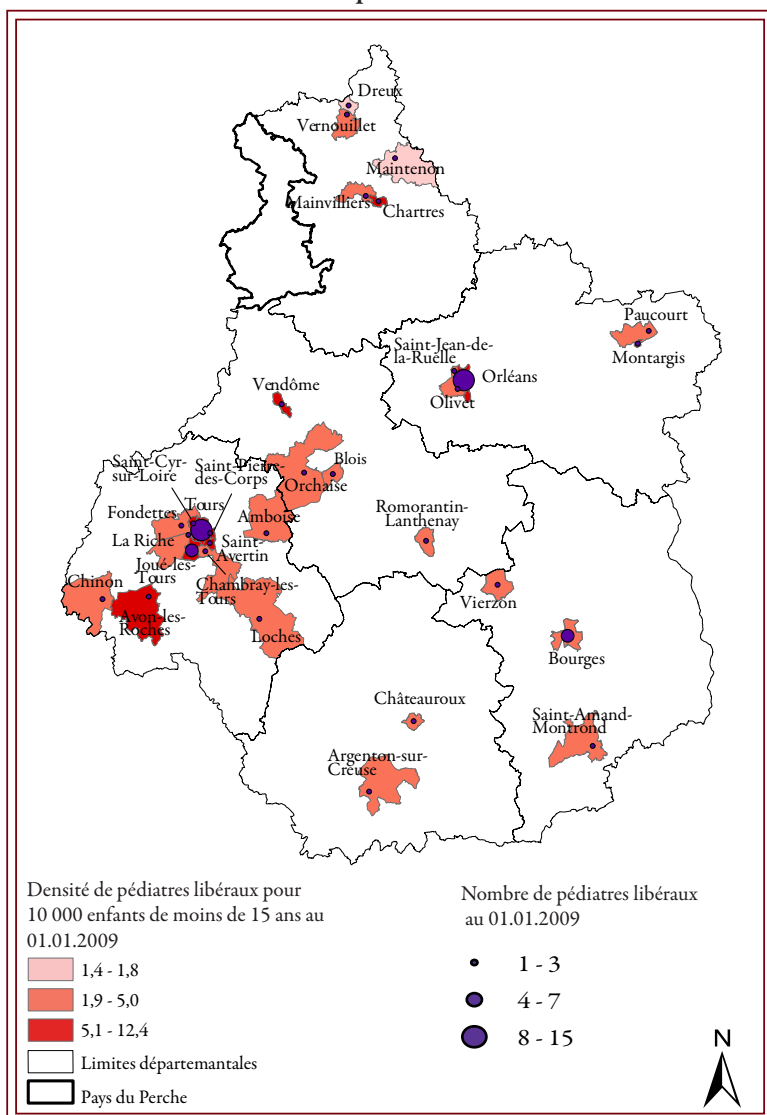 Dreux
Vernouillet
Maintenon
Mainvilliers
Chartres
Paucourt
Montargis
Saint-Jean-de-
la-Ruelle
Orléans
Olivet
Vendôme
Saint-Cyr-
sur-Loire
Saint-Pierre-
des-Corps
Blois
Orchaise
Tours
Fondettes
Amboise
Romorantin-
Lanthenay
La Riche
Saint-
Avertin
Joué-les-
Tours
Chambray-les-
Tours
Chinon
Avon-les-
Roches
Loches
Vierzon
Bourges
Châteauroux
Saint-Amand-
Montrond
Argenton-sur-
Creuse
Densité de pédiatres libéraux pour
10 000 enfants de moins de 15 ans au
01.01.2009
1,4 - 1,8
1,9 - 5,0
5,1 - 12,4
Limites départemantales
Pays du Perche
Nombre de pédiatres libéraux
au 01.01.2009
1 - 3
4 - 7
8 - 15
N